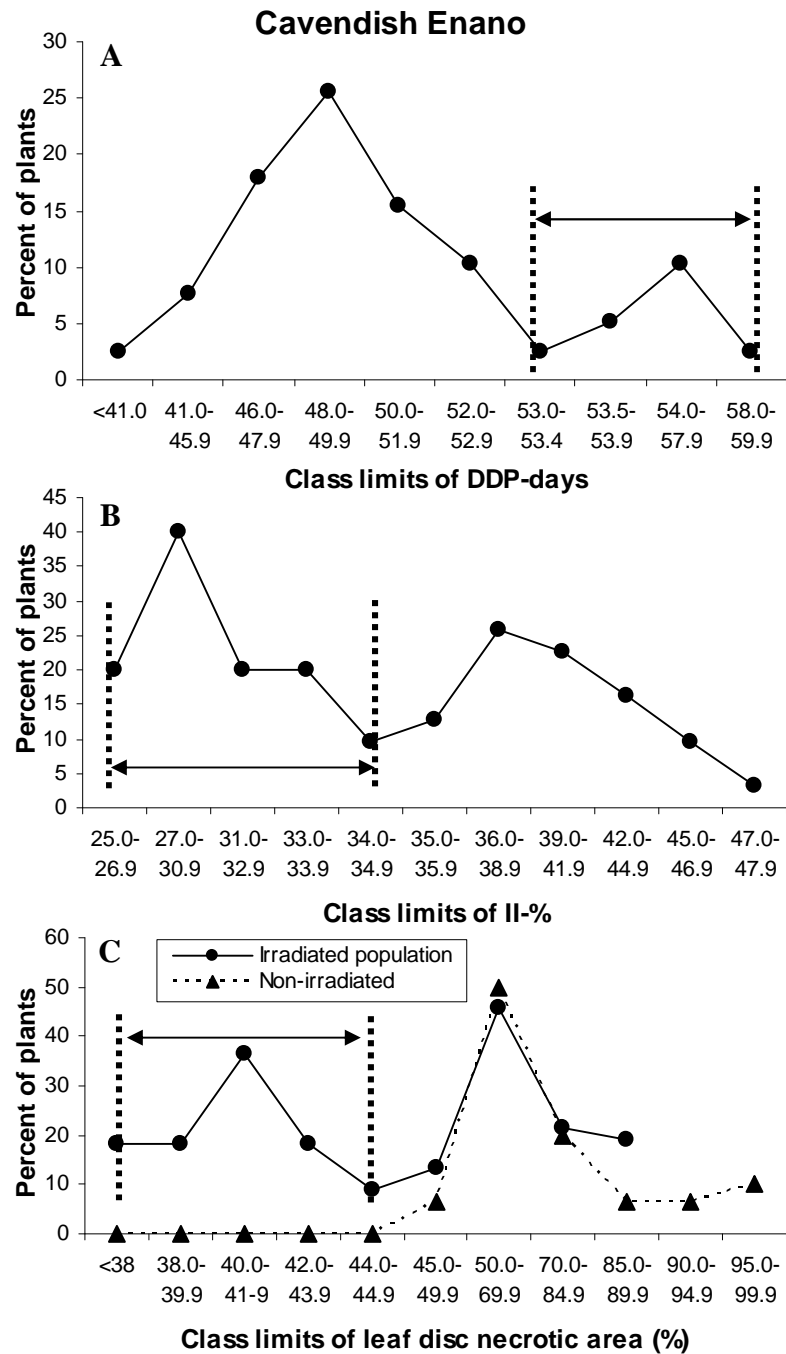 Cavendish Enano
A
30
25
20
15
10
5
0
Percent of plants
<41.0 41.0- 46.0- 48.0- 50.0- 52.0- 53.0- 53.5- 54.0- 58.0-
45.9 47.9 49.9 51.9 52.9 53.4 53.9 57.9 59.9
Class limits of DDP-days
B
45
40
35
30
25
20
15
10
5
0
Percent of plants
25.0- 27.0- 31.0- 33.0- 34.0- 35.0- 36.0- 39.0- 42.0- 45.0- 47.0-
26.9 30.9 32.9 33.9 34.9 35.9 38.9 41.9 44.9 46.9 47.9
Class limits of II-%
C
Irradiated population
Non-irradiated
60
50
40
30
20
10
0
Percent of plants
<38 38.0- 40.0- 42.0- 44.0- 45.0- 50.0- 70.0- 85.0- 90.0- 95.0-
39.9 41-9 43.9 44.9 49.9 69.9 84.9 89.9 94.9 99.9
Class limits of leaf disc necrotic area (%)